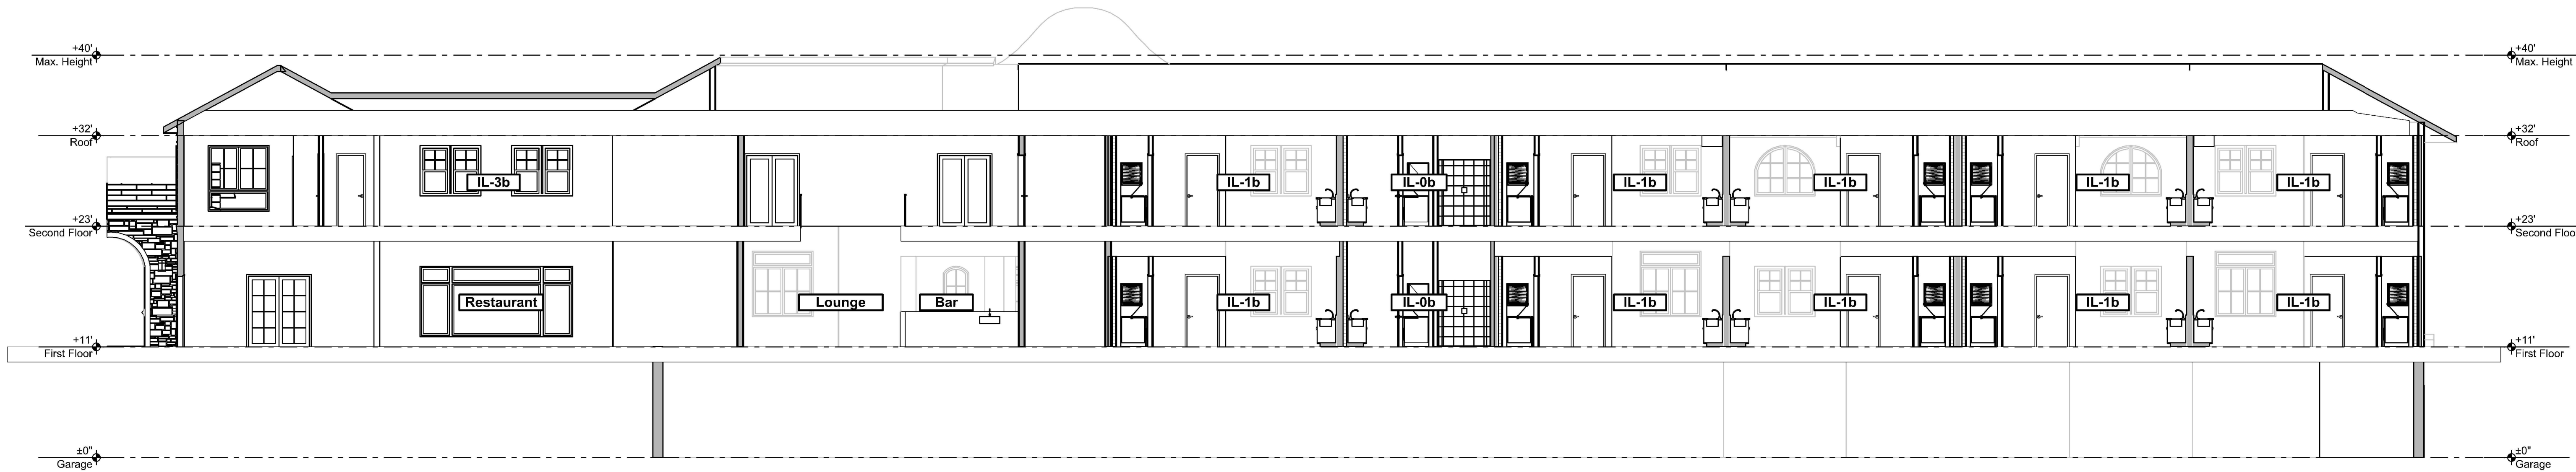 +40'
Max. Height
+40'
Max. Height
+32'
Roof
+32'
Roof
IL-3b
IL-1b
IL-0b
IL-1b
IL-1b
IL-1b
IL-1b
+23'
Second Floor
+23'
Second Floo
Restaurant
Lounge
Bar
IL-1b
IL-0b
IL-1b
IL-1b
IL-1b
IL-1b
+11'
First Floor
+11'
First Floor
±0"
Garage
±0"
Garage